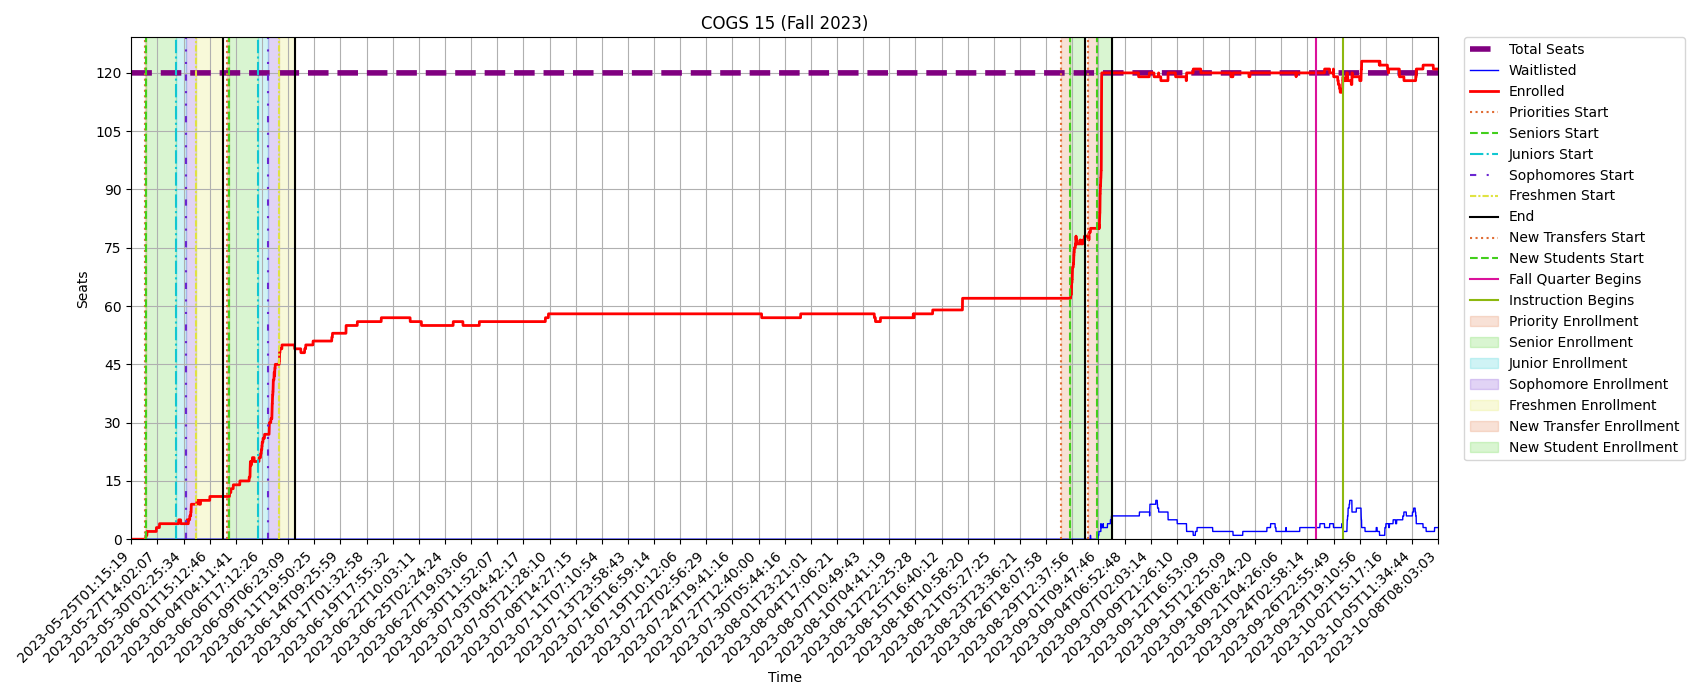 COGS 15 (Fall 2023)
Seats
120
105
90
75
60
45
30
15
0
2023-05-25T01:15:19
2023-05-27T14:02:07
2023-05-30T02:25:34
2023-06-01T15:12:46
2023-06-04T04:11:41
2023-06-06T17:12:26
2023-06-09T06:23:09
2023-06-11T19:50:25
2023-06-14T09:25:59
2023-06-17T01:32:58
2023-06-19T17:55:32
2023-06-22T10:03:11
2023-06-25T02:24:24
2023-06-27T19:03:06
2023-06-30T11:52:07
2023-07-03T04:42:17
2023-07-05T21:28:10
2023-07-08T14:27:15
2023-07-11T07:10:54
2023-07-13T23:58:43
2023-07-16T16:59:14
2023-07-19T10:12:06
2023-07-22T02:56:29
2023-07-24T19:41:16
2023-07-27T12:40:00
2023-07-30T05:44:16
2023-08-01T23:21:01
2023-08-04T17:06:21
2023-08-07T10:49:43
2023-08-10T04:41:19
2023-08-12T22:25:28
2023-08-15T16:40:12
2023-08-18T10:58:20
2023-08-21T05:27:25
2023-08-23T23:36:21
2023-08-26T18:07:58
2023-08-29T12:37:56
2023-09-01T09:47:46
2023-09-04T06:52:48
2023-09-07T02:03:14
2023-09-09T21:26:10
2023-09-12T16:53:09
2023-09-15T12:25:09
2023-09-18T08:24:20
2023-09-21T04:26:06
2023-09-24T02:58:14
2023-09-26T22:55:49
2023-09-29T19:10:56
2023-10-02T15:17:16
2023-10-05T11:34:44
2023-10-08T08:03:03
Time
Total Seats
Waitlisted
Enrolled
Priorities Start
Seniors Start
Juniors Start
Sophomores Start
Freshmen Start
End
New Transfers Start
New Students Start
Fall Quarter Begins
Instruction Begins
Priority Enrollment
Senior Enrollment
Junior Enrollment
Sophomore Enrollment
Freshmen Enrollment
New Transfer Enrollment
New Student Enrollment